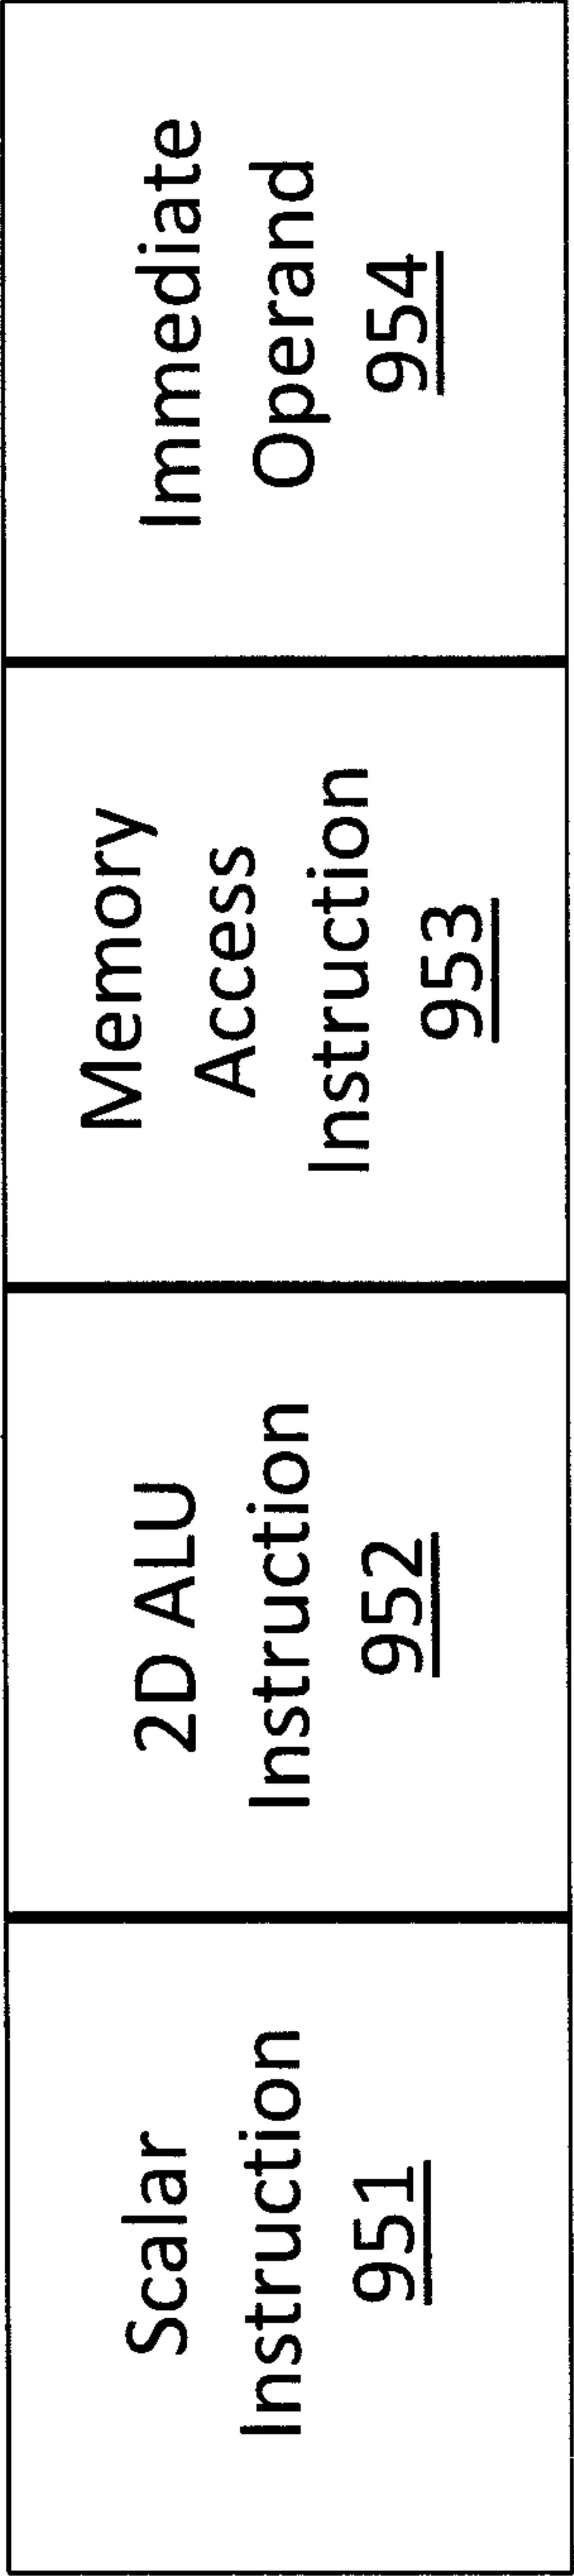 Scalar
Instruction
951
2D ALU
Instruction
952
Memory
Access
Instruction
953
Immediate
Operand
954